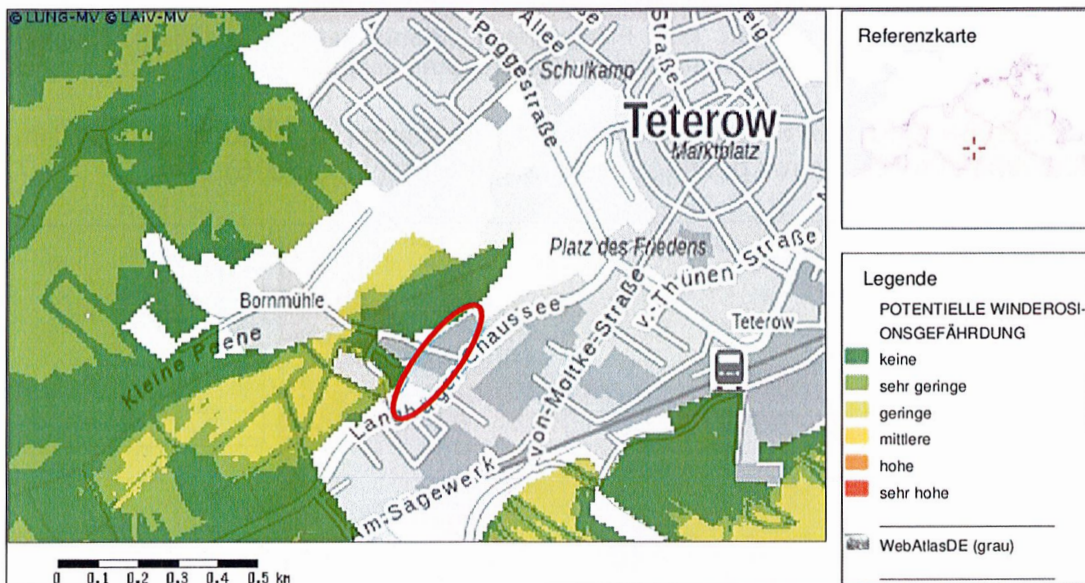 © LUNG-MV © LAiV-MV
Allee
Poggestraße
Straße
Schulkamp
Teterow
Marktplatz
Platz des Friedens
v.-Thünen-Straße
von-Moltke-Straße
Teterow
Bornmühle
Kleine Peene
Chaussee
m-Sagewerk
0 0.1 0.2 0.3 0.4 0.5 km
Referenzkarte
Legende
POTENTIELLE WINDEROSI-
ONSGEFÄHRDUNG
keine
sehr geringe
geringe
mittlere
hohe
sehr hohe
WebAtlasDE (grau)